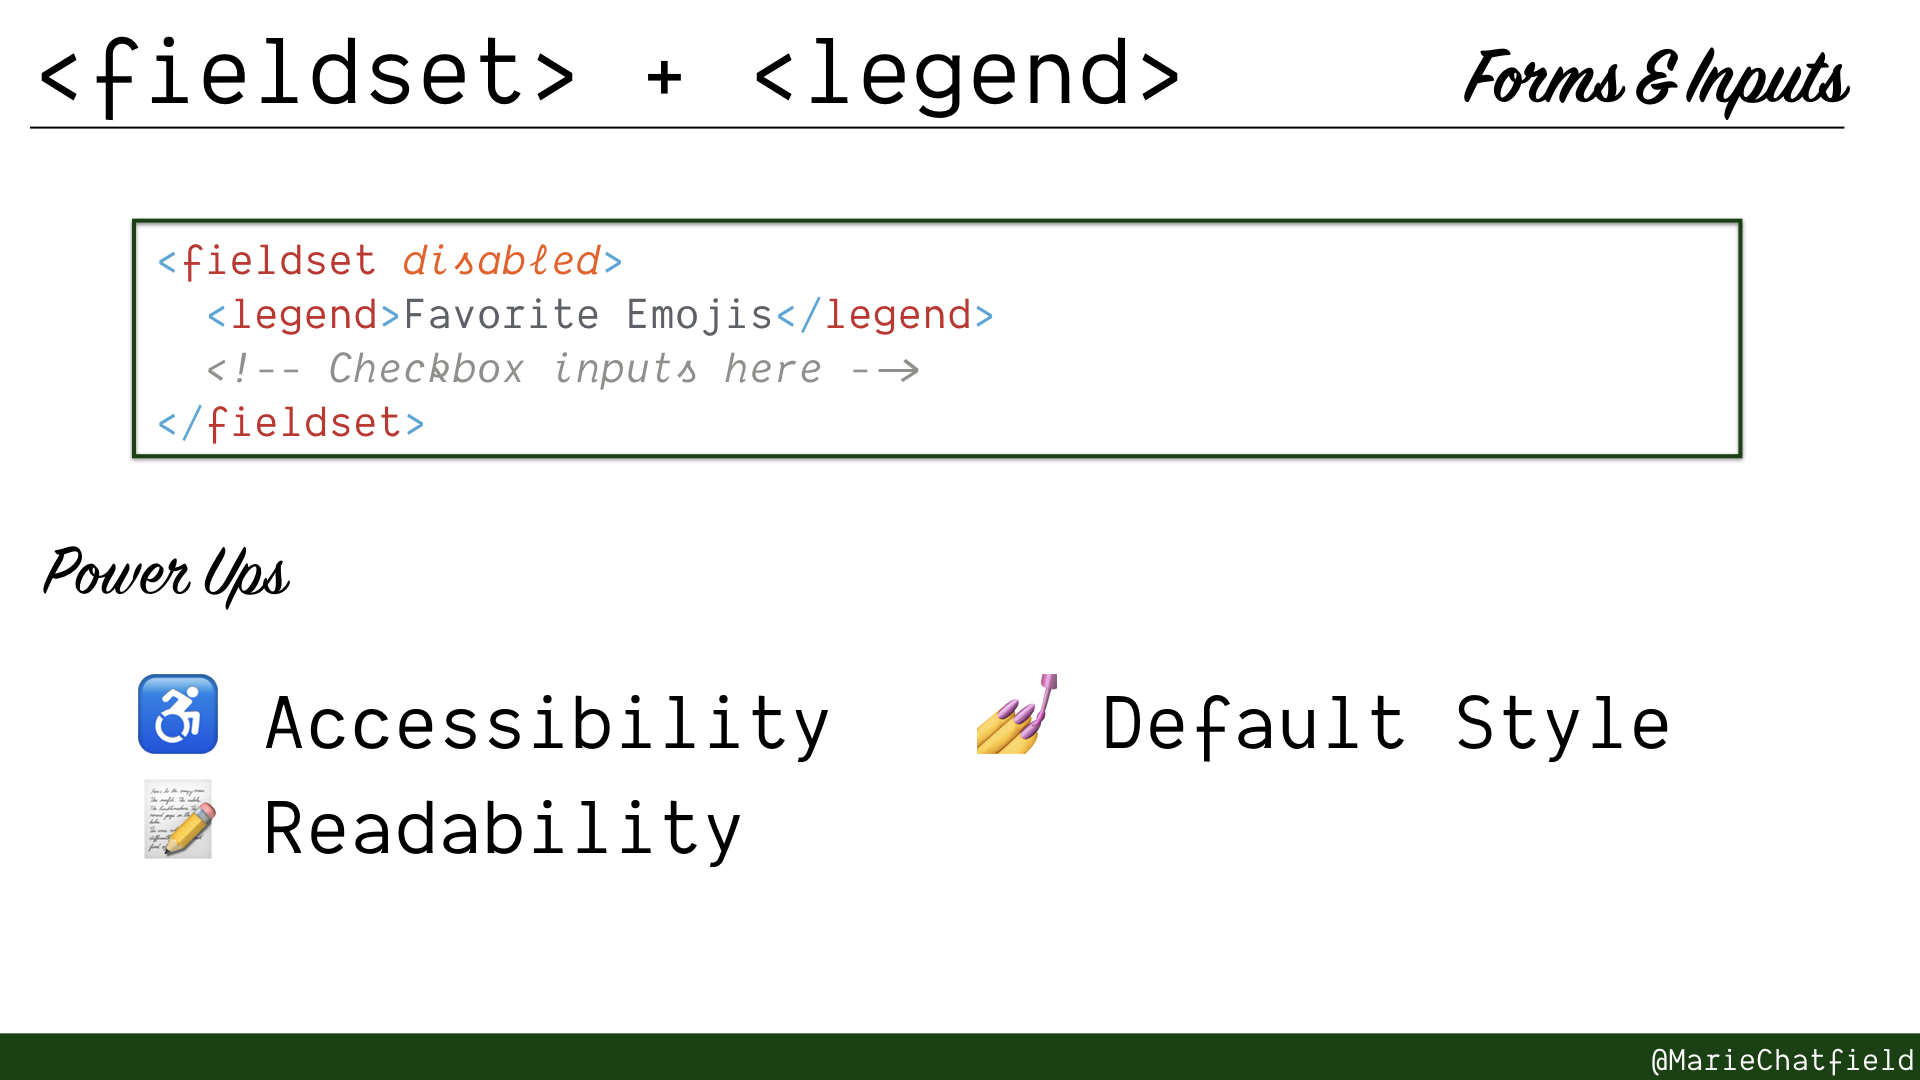 <fieldset> + <legend>
Forms & Inputs
<fieldset disabled>
<legend>Favorite Emojis</legend>
<!-- Checkbox inputs here -->
</fieldset>
Power Ups
Accessibility
Default Style
Readability
@MarieChatfield